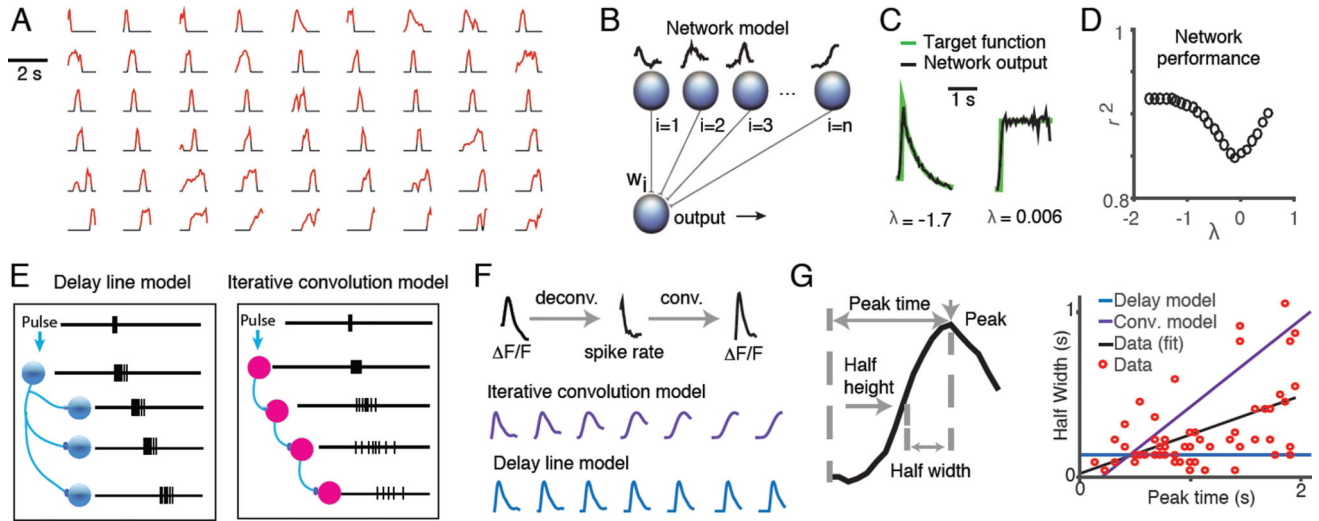 A
2 s
B
Network model
i=1
i=2
i=3
...
i=n
Wi
output
C
Target function
Network output
1 s
λ = -1.7
λ = 0.006
D
Network
performance
r 2
1
0.8
-2
-1
0
1
λ
E
Delay line model
Pulse
Iterative convolution model
Pulse
F
deconv.
conv.
ΔF/F
spike rate
ΔF/F
Iterative convolution model
Delay line model
G
Peak time
Peak
Half
height
Half width
Delay model
Conv. model
Data (fit)
Data
Half Width (s)
1
0
0
2
Peak time (s)